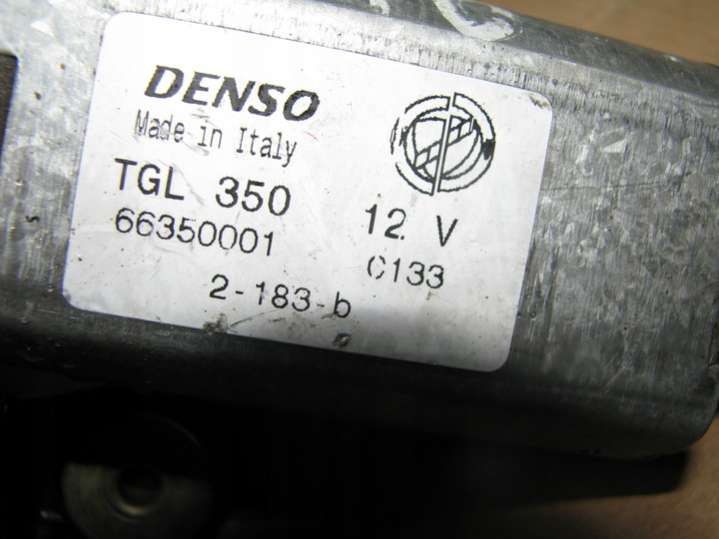 DENSO
Made in Italy
TGL 350
12 V
66350001
C133
2-183-b